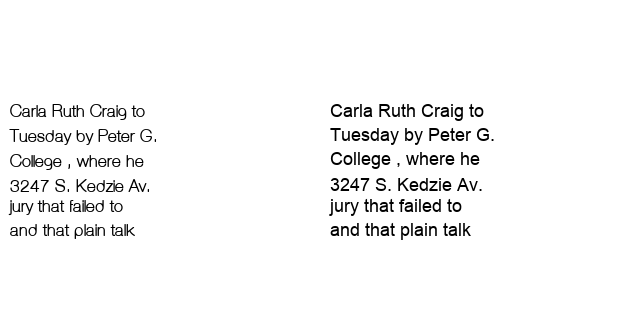 Carla Ruth Craig to
Tuesday by Peter G.
College , where he
3247 S. Kedzie Av.
jury that failed to
and that plain talk
Carla Ruth Craig to
Tuesday by Peter G.
College , where he
3247 S. Kedzie Av.
jury that failed to
and that plain talk